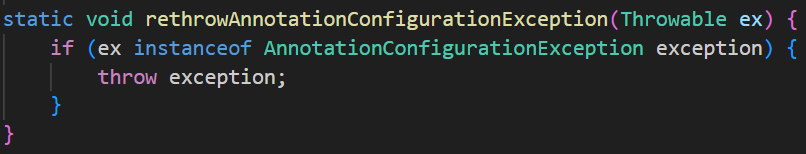 static void rethrowAnnotationConfigurationException(Throwable ex) {
    if (ex instanceof AnnotationConfigurationException exception) {
        throw exception;
    }
}